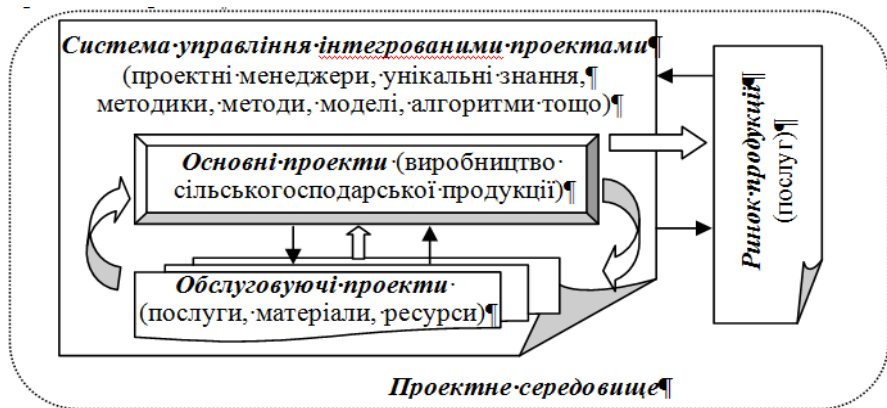 Система управління інтегрованими проектами¶
(проектні менеджери, унікальні знання,¶
методики, методи, моделі, алгоритми тощо)¶
Основні проекти (виробництво
сільськогосподарської продукції)¶
Обслуговуючі проекти
(послуги, матеріали, ресурси)¶
Ринок продукції¶
(послуг)¶
Проектне середовище¶